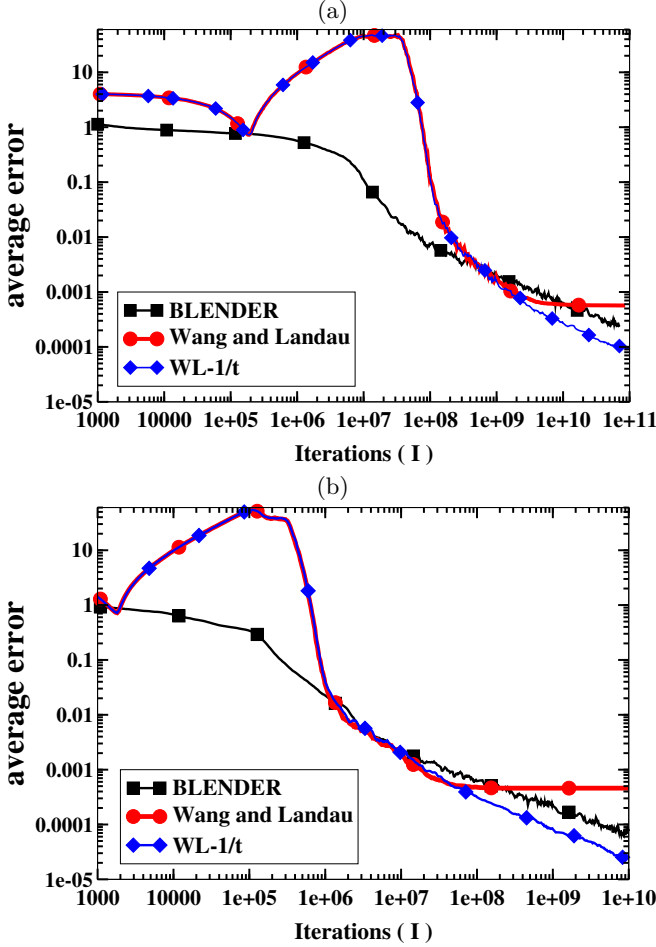 (a)
average error
10
1
0.1
0.01
0.001
0.0001
1e-05
BLENDER
Wang and Landau
WL-1/t
1000 10000 1e+05 1e+06 1e+07 1e+08 1e+09 1e+10 1e+11
Iterations ( I )
(b)
average error
10
1
0.1
0.01
0.001
0.0001
1e-05
BLENDER
Wang and Landau
WL-1/t
1000 10000 1e+05 1e+06 1e+07 1e+08 1e+09 1e+10
Iterations ( I )